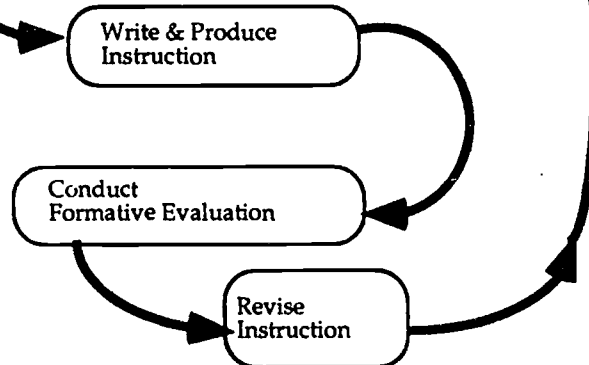 Write & Produce
Instruction
Conduct
Formative Evaluation
Revise
Instruction